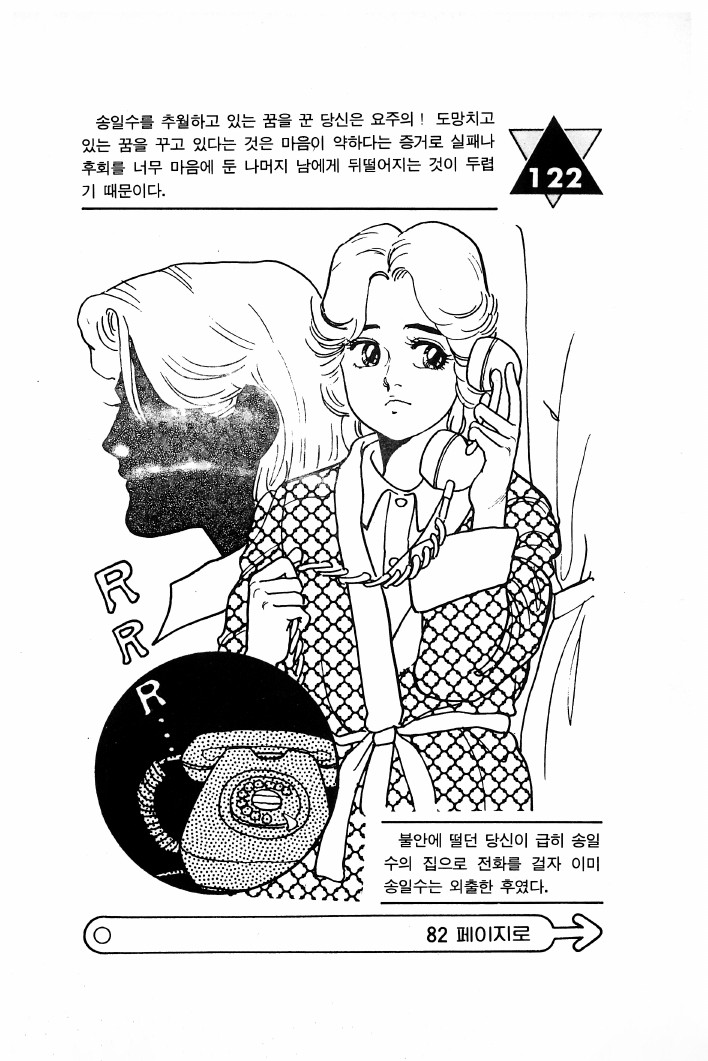 송일수를 추월하고 있는 꿈을 꾼 당신은 요주의! 도망치고
있는 꿈을 꾸고 있다는 것은 마음이 약하다는 증거로 실패나
후회를 너무 마음에 둔 나머지 남에게 뒤떨어지는 것이 두렵
기 때문이다.
122
R
R
R
불안에 떨던 당신이 급히 송일
수의 집으로 전화를 걸자 이미
송일수는 외출한 후였다.
82 페이지로